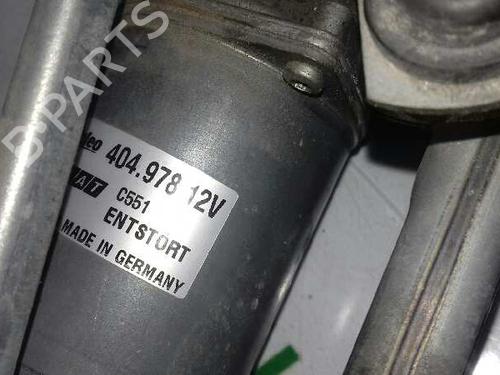 B-PARTS
404.978 12V
C551
ENTSTÖRT
MADE IN GERMANY